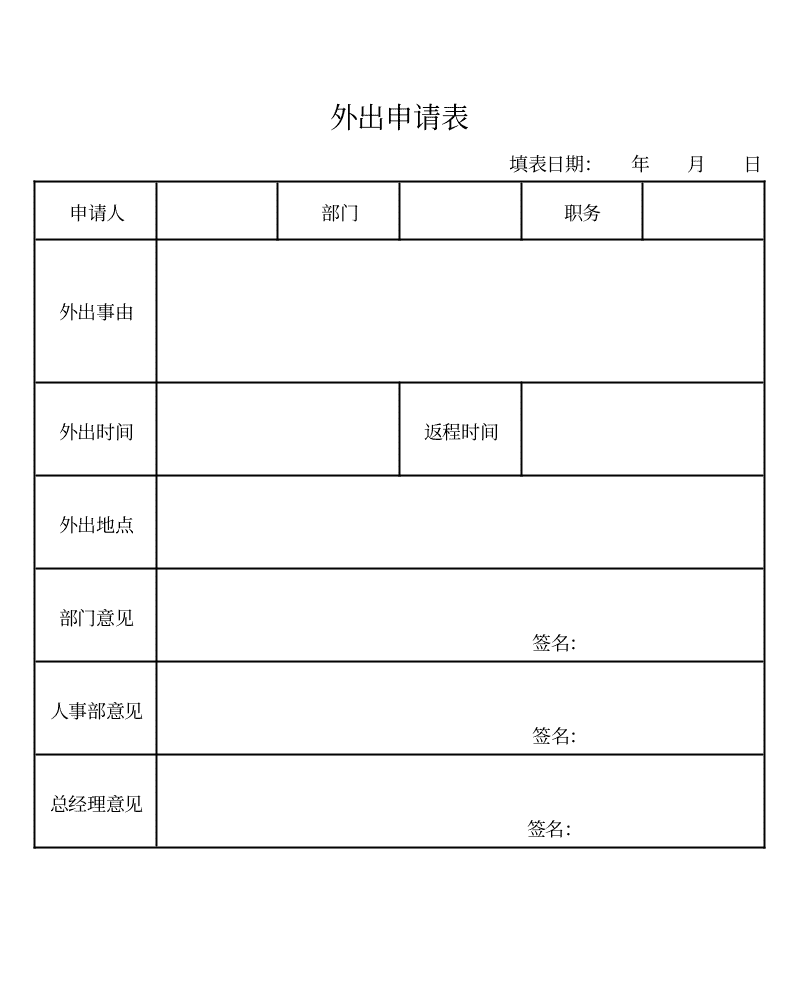 外出申请表
填表日期： 年 月 日
申请人 部门 职务
外出事由
外出时间 返程时间
外出地点
部门意见
签名：
人事部意见
签名：
总经理意见
签名：